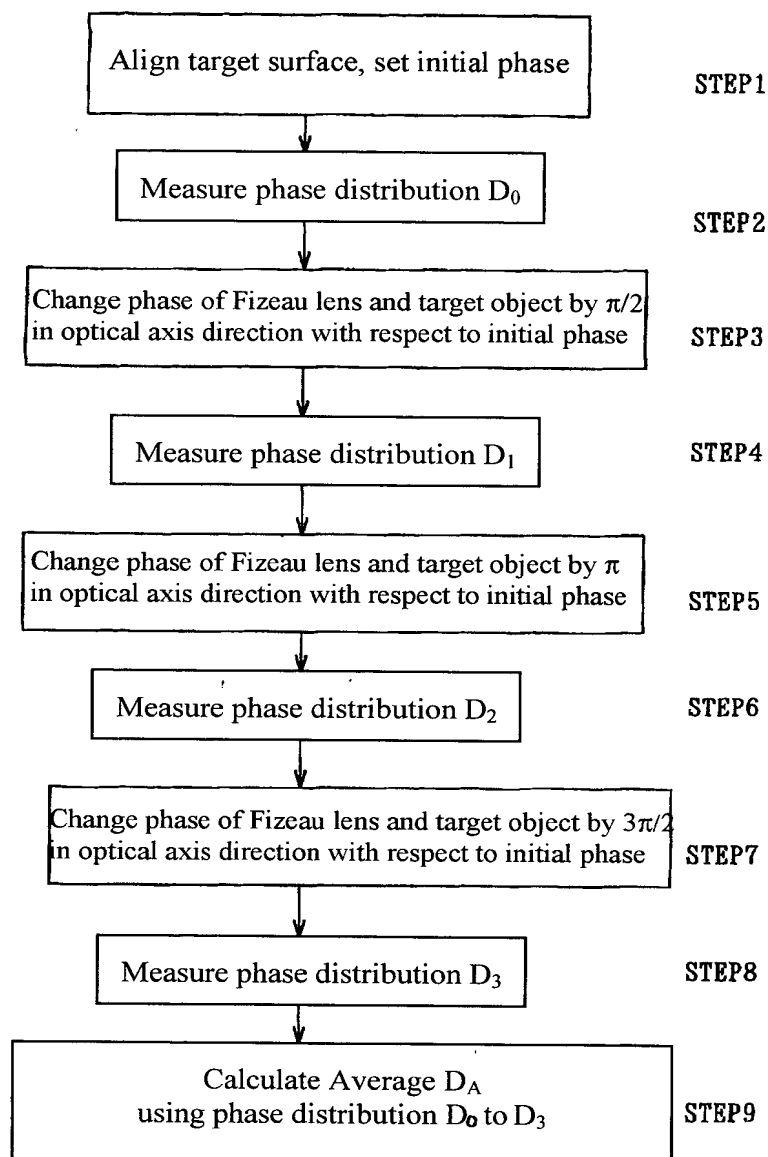 Align target surface, set initial phase
STEP1
Measure phase distribution D₀
STEP2
Change phase of Fizeau lens and target object by π/2
in optical axis direction with respect to initial phase
STEP3
Measure phase distribution D₁
STEP4
Change phase of Fizeau lens and target object by π
in optical axis direction with respect to initial phase
STEP5
Measure phase distribution D₂
STEP6
Change phase of Fizeau lens and target object by 3π/2
in optical axis direction with respect to initial phase
STEP7
Measure phase distribution D₃
STEP8
Calculate Average D_A
using phase distribution D₀ to D₃
STEP9